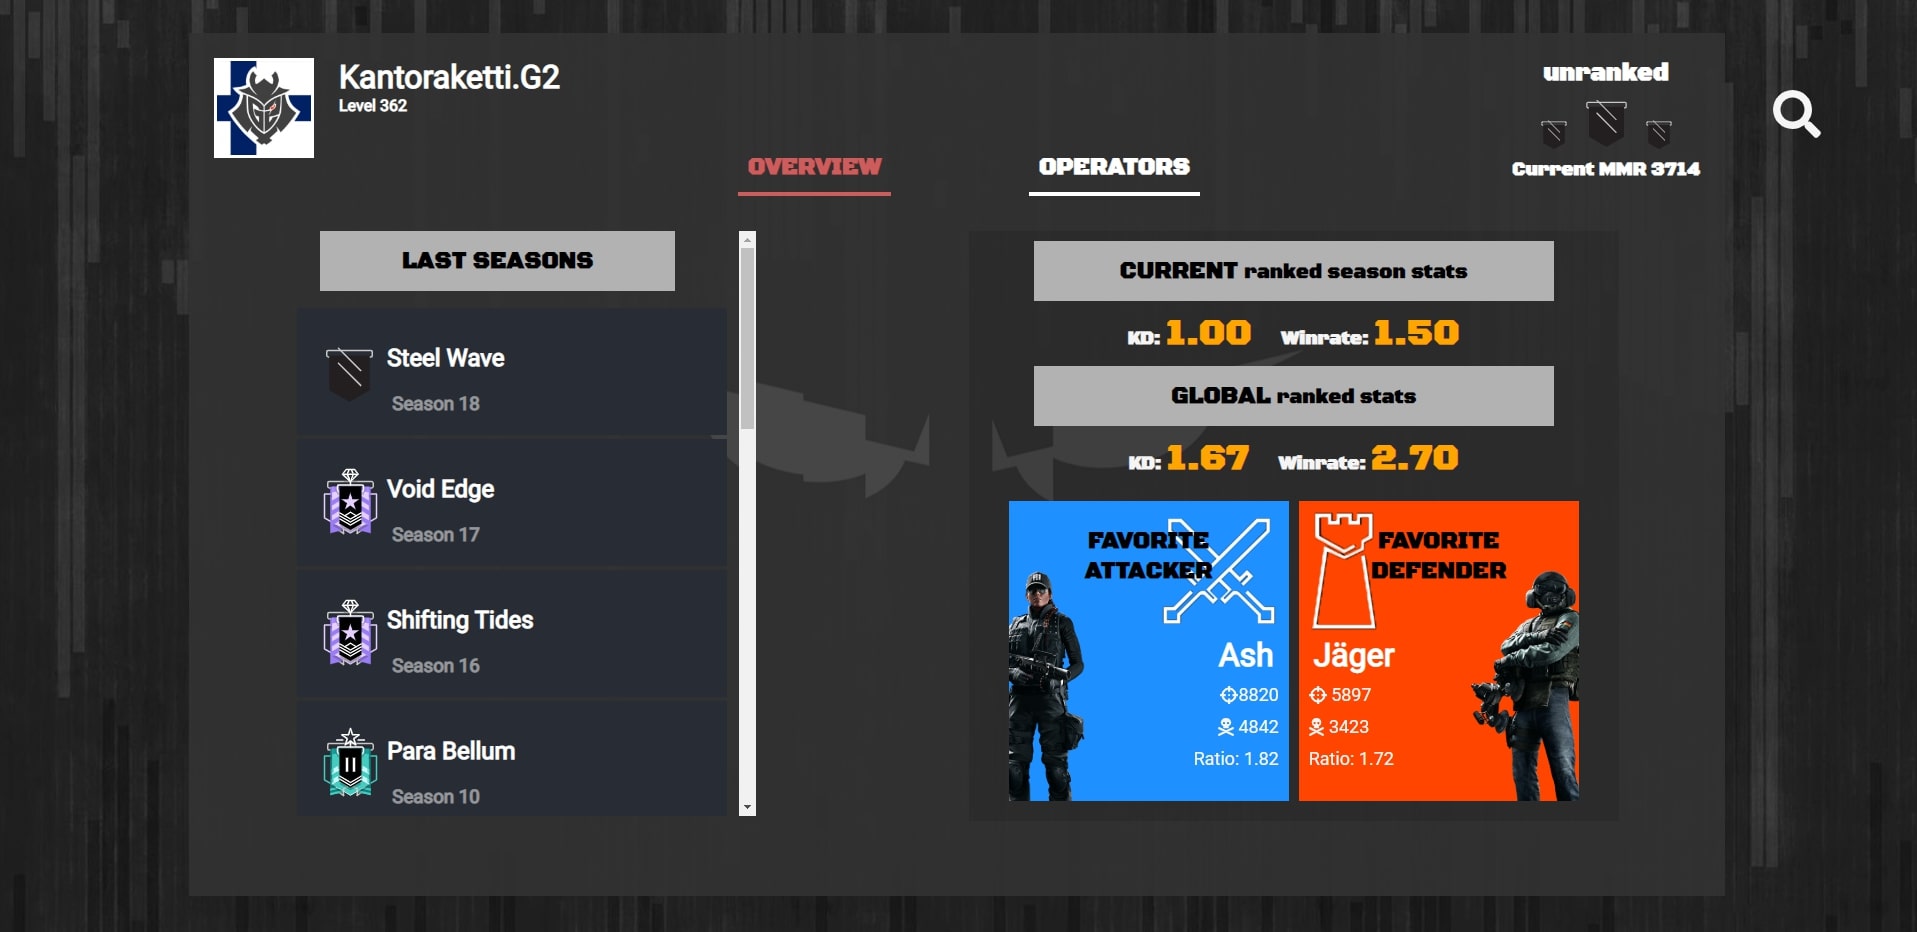 Kantoraketti.G2
Level 362
unranked
Current MMR 3714
OVERVIEW
OPERATORS
LAST SEASONS
Steel Wave
Season 18
Void Edge
Season 17
Shifting Tides
Season 16
Para Bellum
Season 10
CURRENT ranked season stats
KD: 1.00 Winrate: 1.50
GLOBAL ranked stats
KD: 1.67 Winrate: 2.70
FAVORITE
ATTACKER
Ash
8820
4842
Ratio: 1.82
FAVORITE
DEFENDER
Jäger
5897
3423
Ratio: 1.72